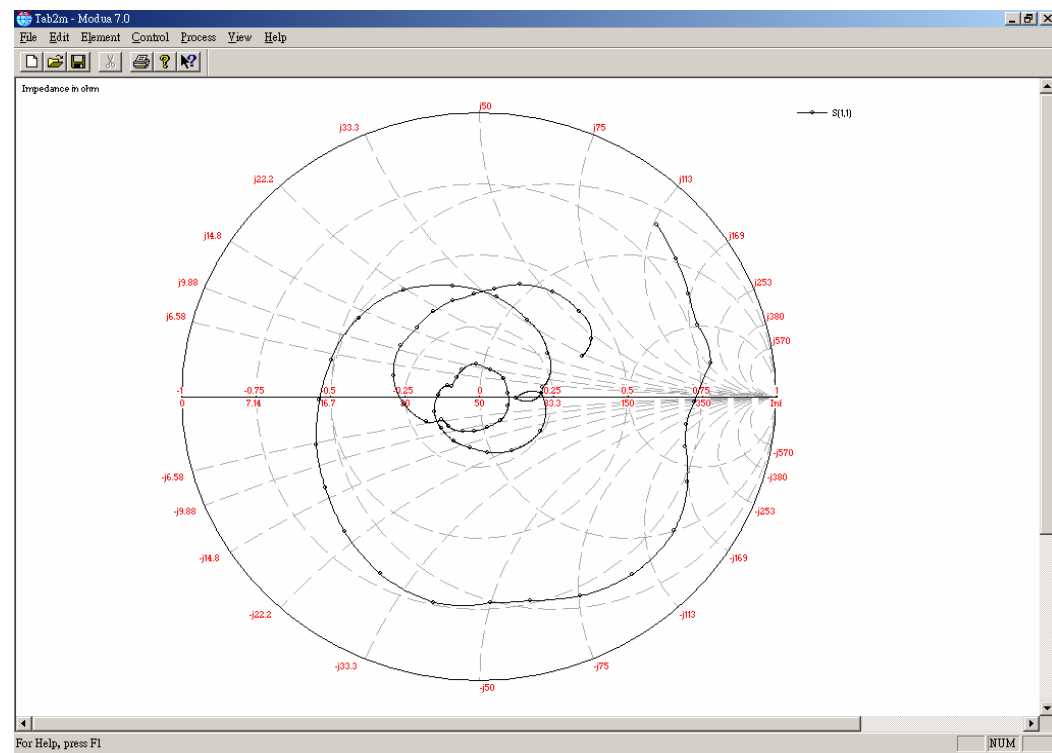 Tab2m - Modua 7.0
File Edit Element Control Process View Help
Impedance in ohm
S(1,1)
j50
j33.3 j75
j22.2 j113
j14.8 j169
j9.88 j253
j6.58 j380
j570
-1 -0.75 -0.5 -0.25 0 0.25 0.5 0.75 1
0 7.14 16.7 50 150 350 Inf
-j570
-j6.58 -j380
-j9.88 -j253
-j14.8 -j169
-j22.2 -j113
-j33.3 -j75
-j50
For Help, press F1 NUM